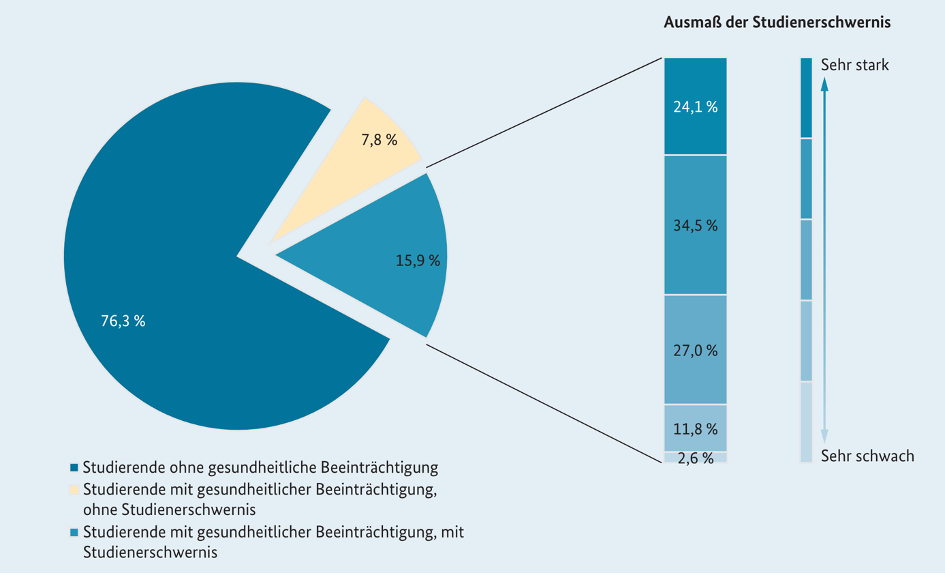 Ausmaß der Studienerschwernis
Sehr stark
24,1 %
7,8 %
34,5 %
15,9 %
76,3 %
27,0 %
11,8 %
2,6 %
Sehr schwach
Studierende ohne gesundheitliche Beeinträchtigung
Studierende mit gesundheitlicher Beeinträchtigung,
ohne Studienerschwernis
Studierende mit gesundheitlicher Beeinträchtigung, mit
Studienerschwernis